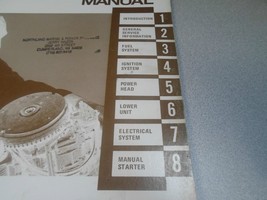 MANUAL
INTRODUCTION 1
GENERAL
SERVICE
INFORMATION 2
FUEL
SYSTEM 3
IGNITION
SYSTEM 4
POWER
HEAD 5
LOWER
UNIT 6
ELECTRICAL
SYSTEM 7
MANUAL
STARTER 8